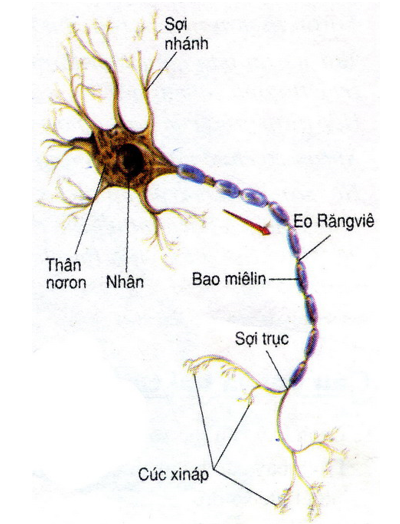 Sợi
nhánh
Eo Răngviê
Thân
nơron
Nhân
Bao miêlin
Sợi trục
Cúc xináp